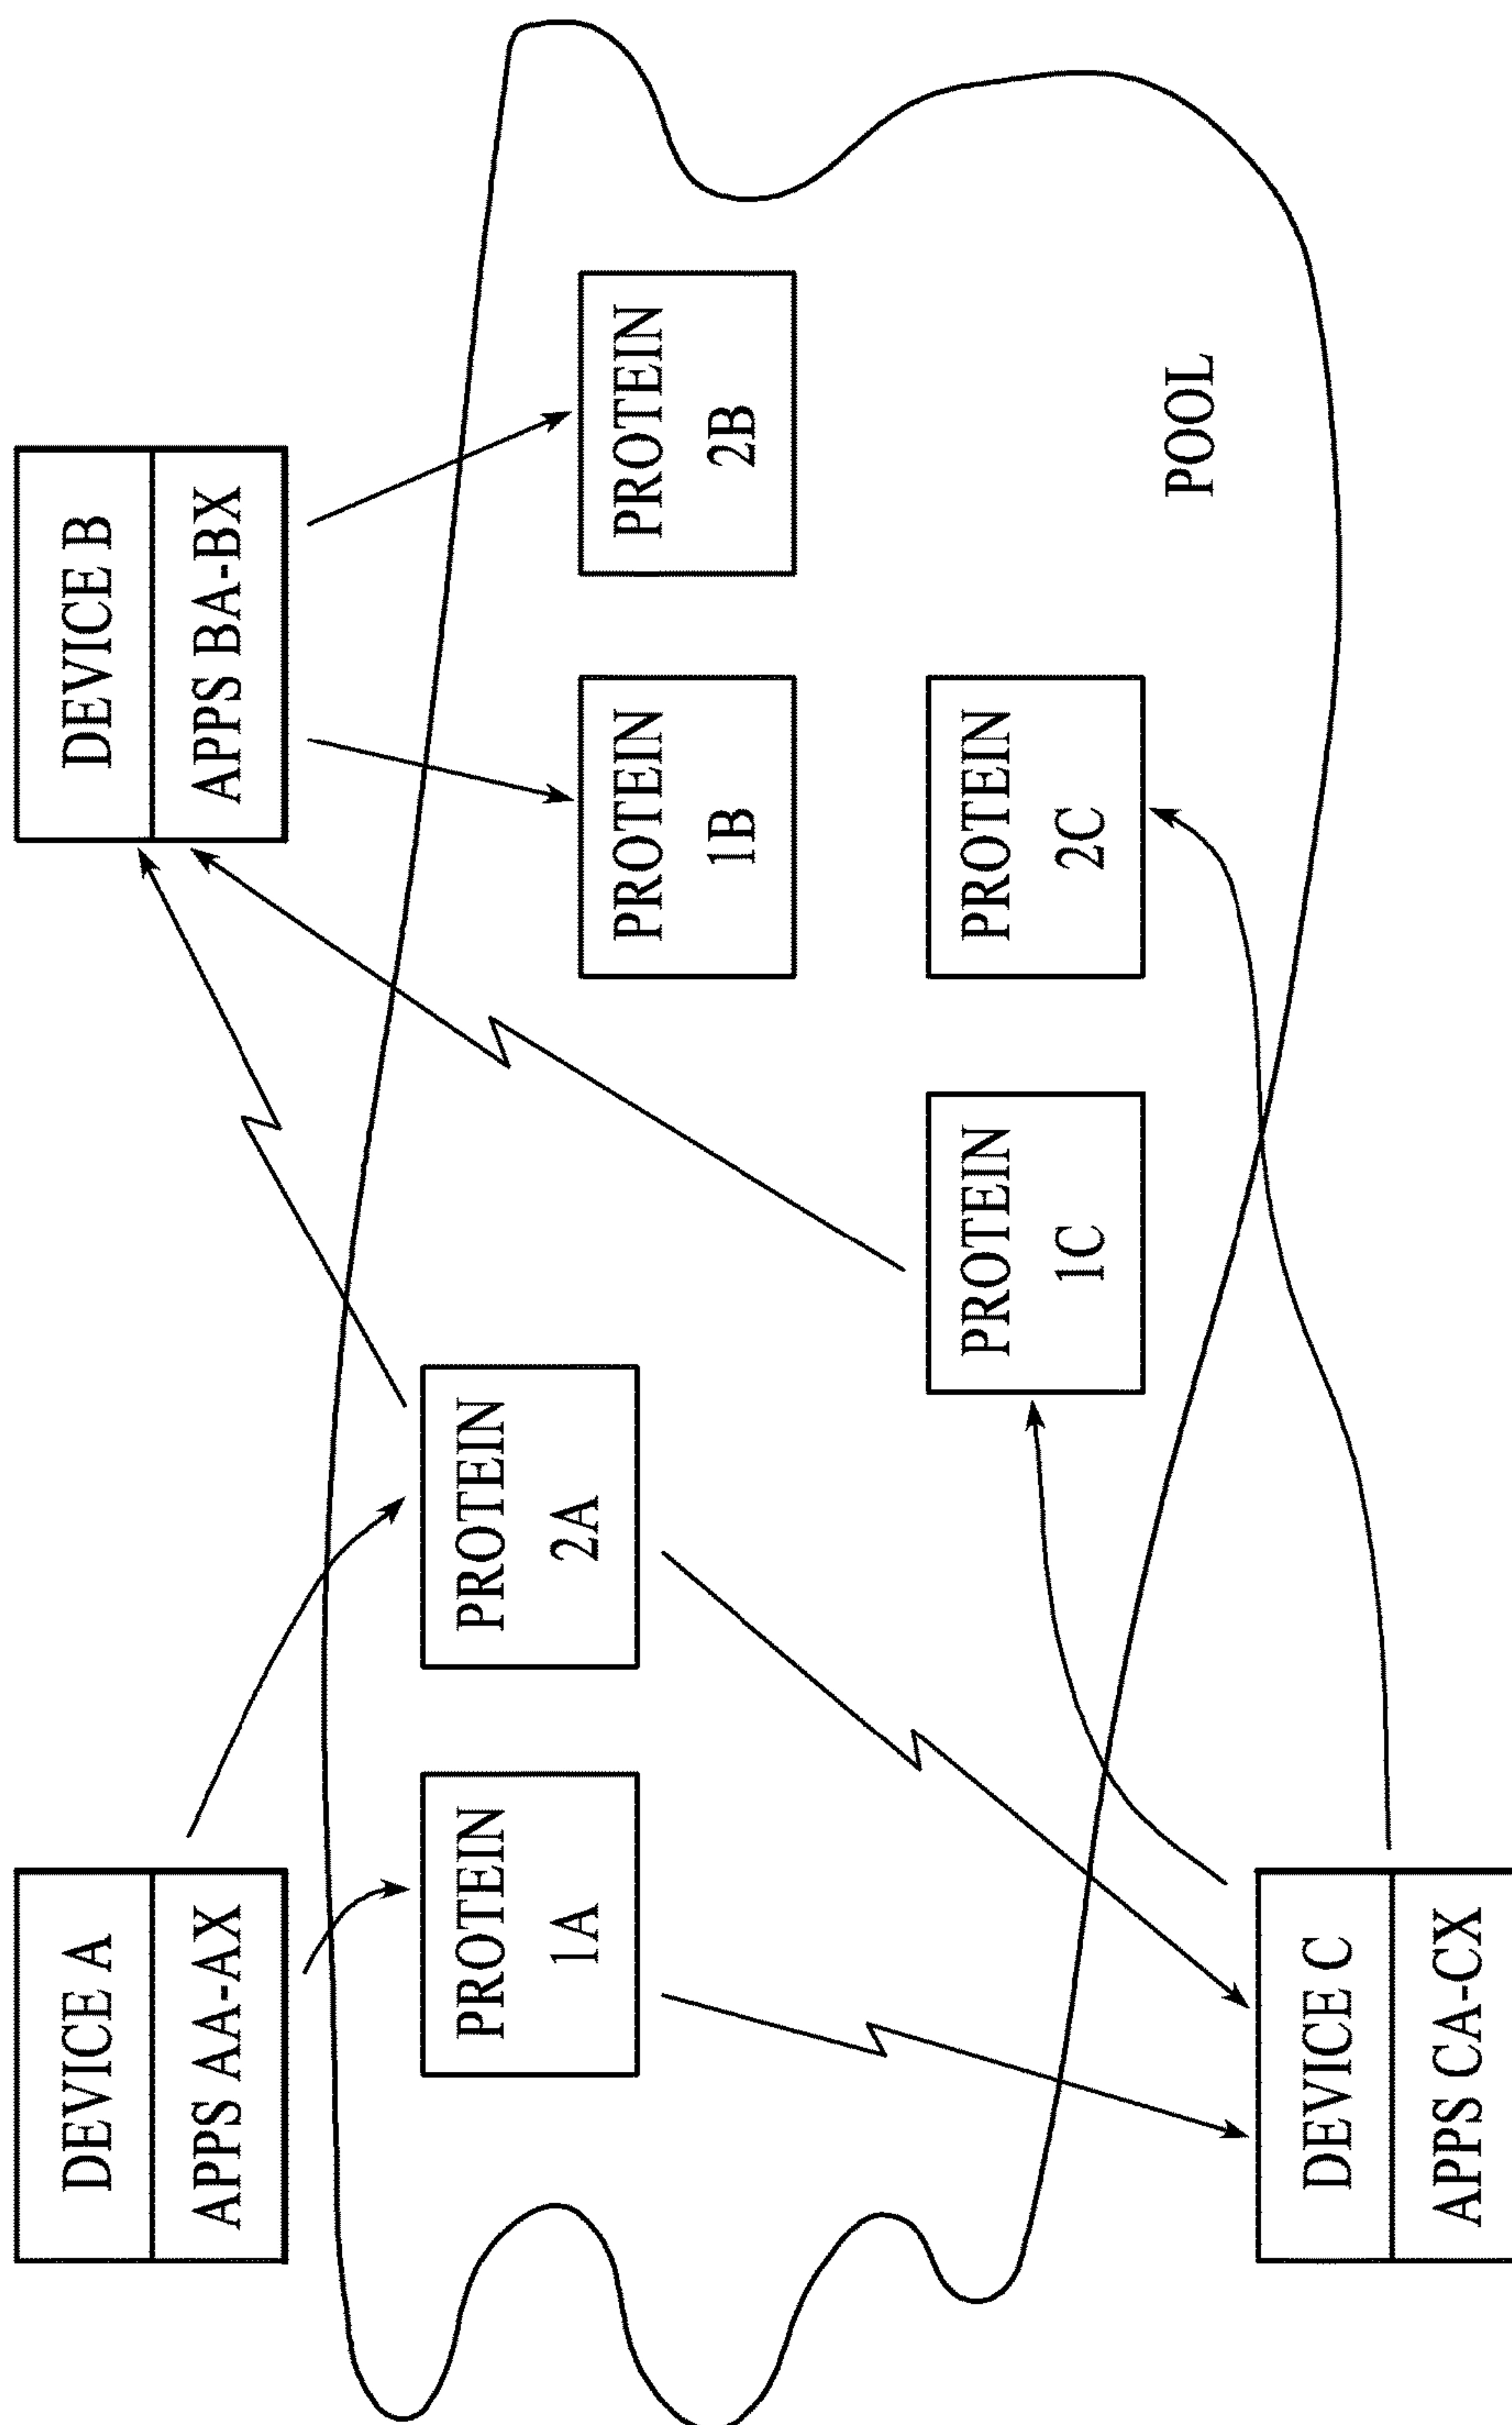 DEVICE A
APPS AA-AX
DEVICE B
APPS BA-BX
PROTEIN
1A
PROTEIN
2A
PROTEIN
1B
PROTEIN
2B
PROTEIN
1C
PROTEIN
2C
POOL
DEVICE C
APPS CA-CX